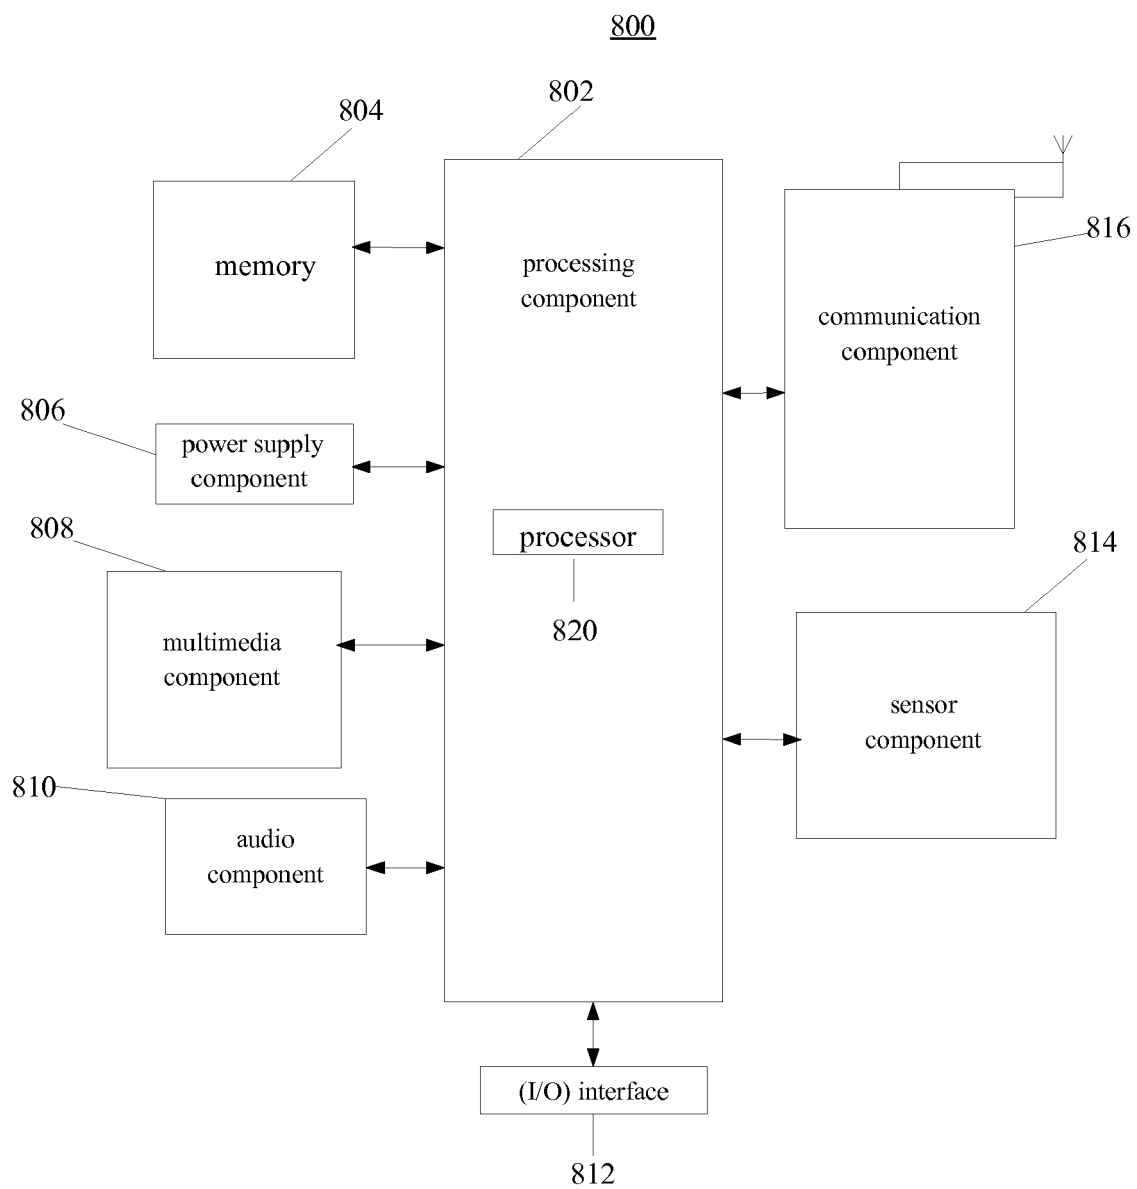 800
802
804
memory
processing
component
816
communication
component
806
power supply
component
808
processor
820
814
multimedia
component
sensor
component
810
audio
component
(I/O) interface
812